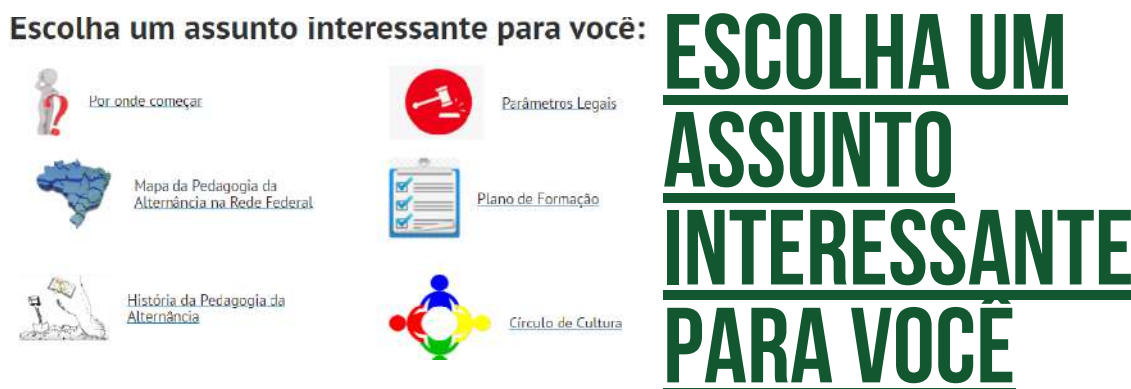 Escolha um assunto interessante para você:
Por onde começar
Parâmetros Legais
Mapa da Pedagogia da
Alternância na Rede Federal
Plano de Formação
História da Pedagogia da
Alternância
Círculo de Cultura
ESCOLHA UM
ASSUNTO
INTERESSANTE
PARA VOCÊ